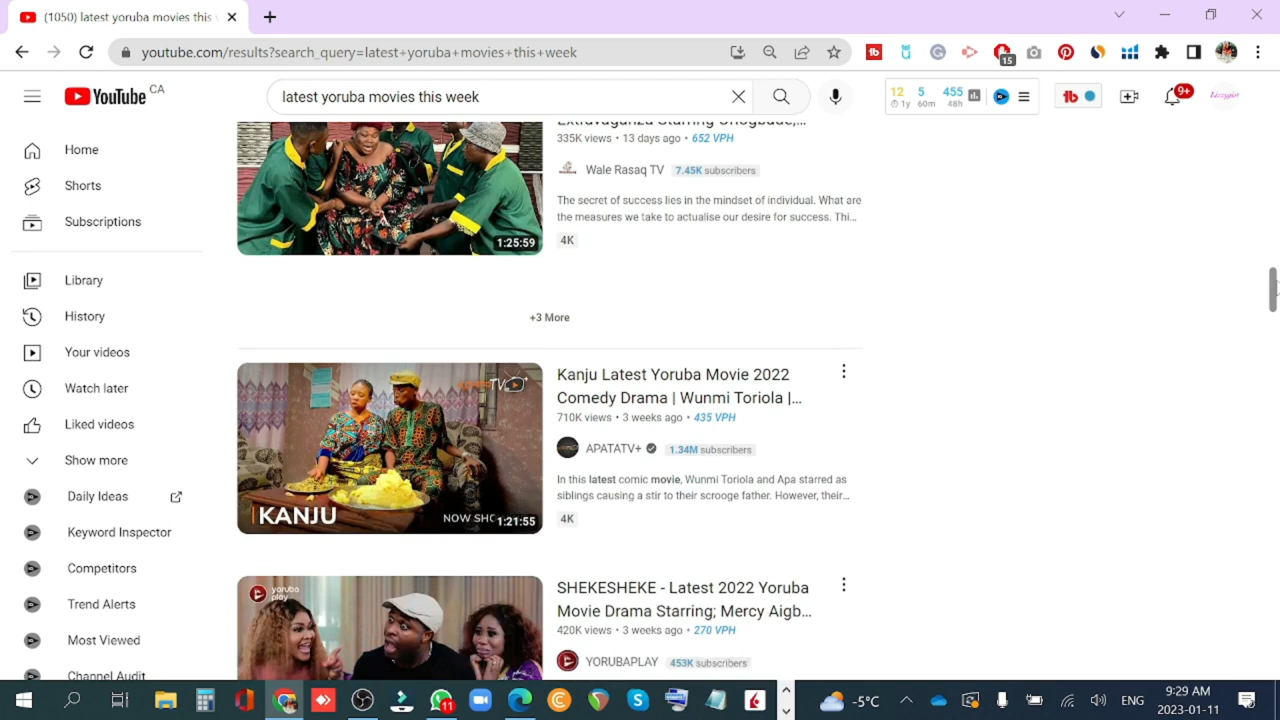 (1050) latest yoruba movies this
youtube.com/results?search_query=latest+yoruba+movies+this+week
15
YouTube CA
latest yoruba movies this week
12 5 455
1y 60m 48h
9+
Home
Shorts
Subscriptions
Library
History
Your videos
Watch later
Liked videos
Show more
Daily Ideas
Keyword Inspector
Competitors
Trend Alerts
Most Viewed
Channel Audit
1:25:59
335K views • 13 days ago • 652 VPH
Wale Rasaq TV 7.45K subscribers
The secret of success lies in the mindset of individual. What are
the measures we take to actualise our desire for success. Thi...
4K
+3 More
TV
KANJU
NOW SHO
1:21:55
Kanju Latest Yoruba Movie 2022
Comedy Drama | Wunmi Toriola |...
710K views • 3 weeks ago • 435 VPH
APATATV+ 1.34M subscribers
In this latest comic movie, Wunmi Toriola and Apa starred as
siblings causing a stir to their scrooge father. However, their...
4K
yoruba
play
SHEKESHEKE - Latest 2022 Yoruba
Movie Drama Starring; Mercy Aigb...
420K views • 3 weeks ago • 270 VPH
YORUBAPLAY 453K subscribers
11
-5°C
ENG
9:29 AM
2023-01-11